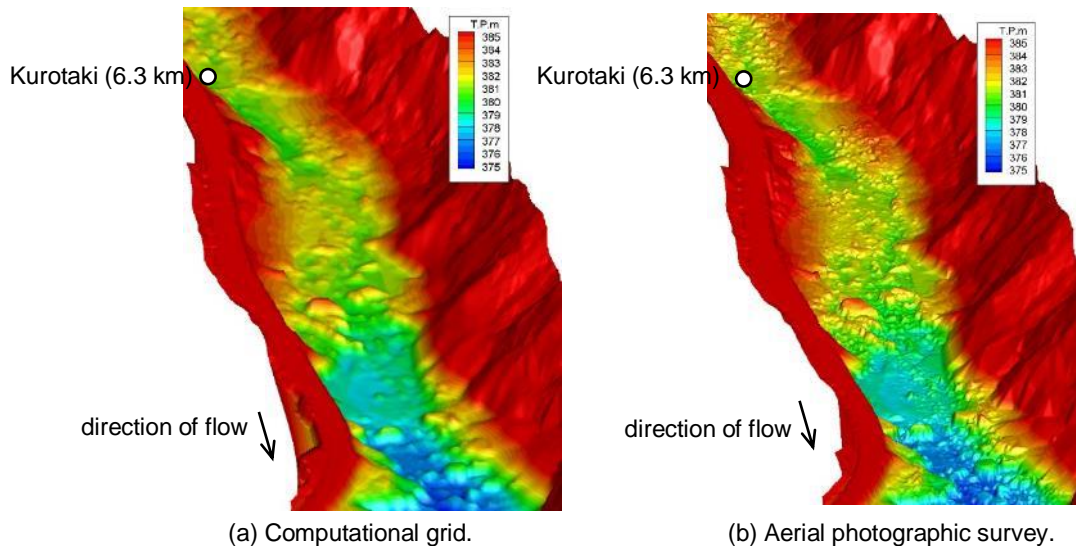 T.P.m
385
384
383
382
381
380
379
378
377
376
375
Kurotaki (6.3 km)
direction of flow
(a) Computational grid.
T.P.m
385
384
383
382
381
380
379
378
377
376
375
Kurotaki (6.3 km)
direction of flow
(b) Aerial photographic survey.